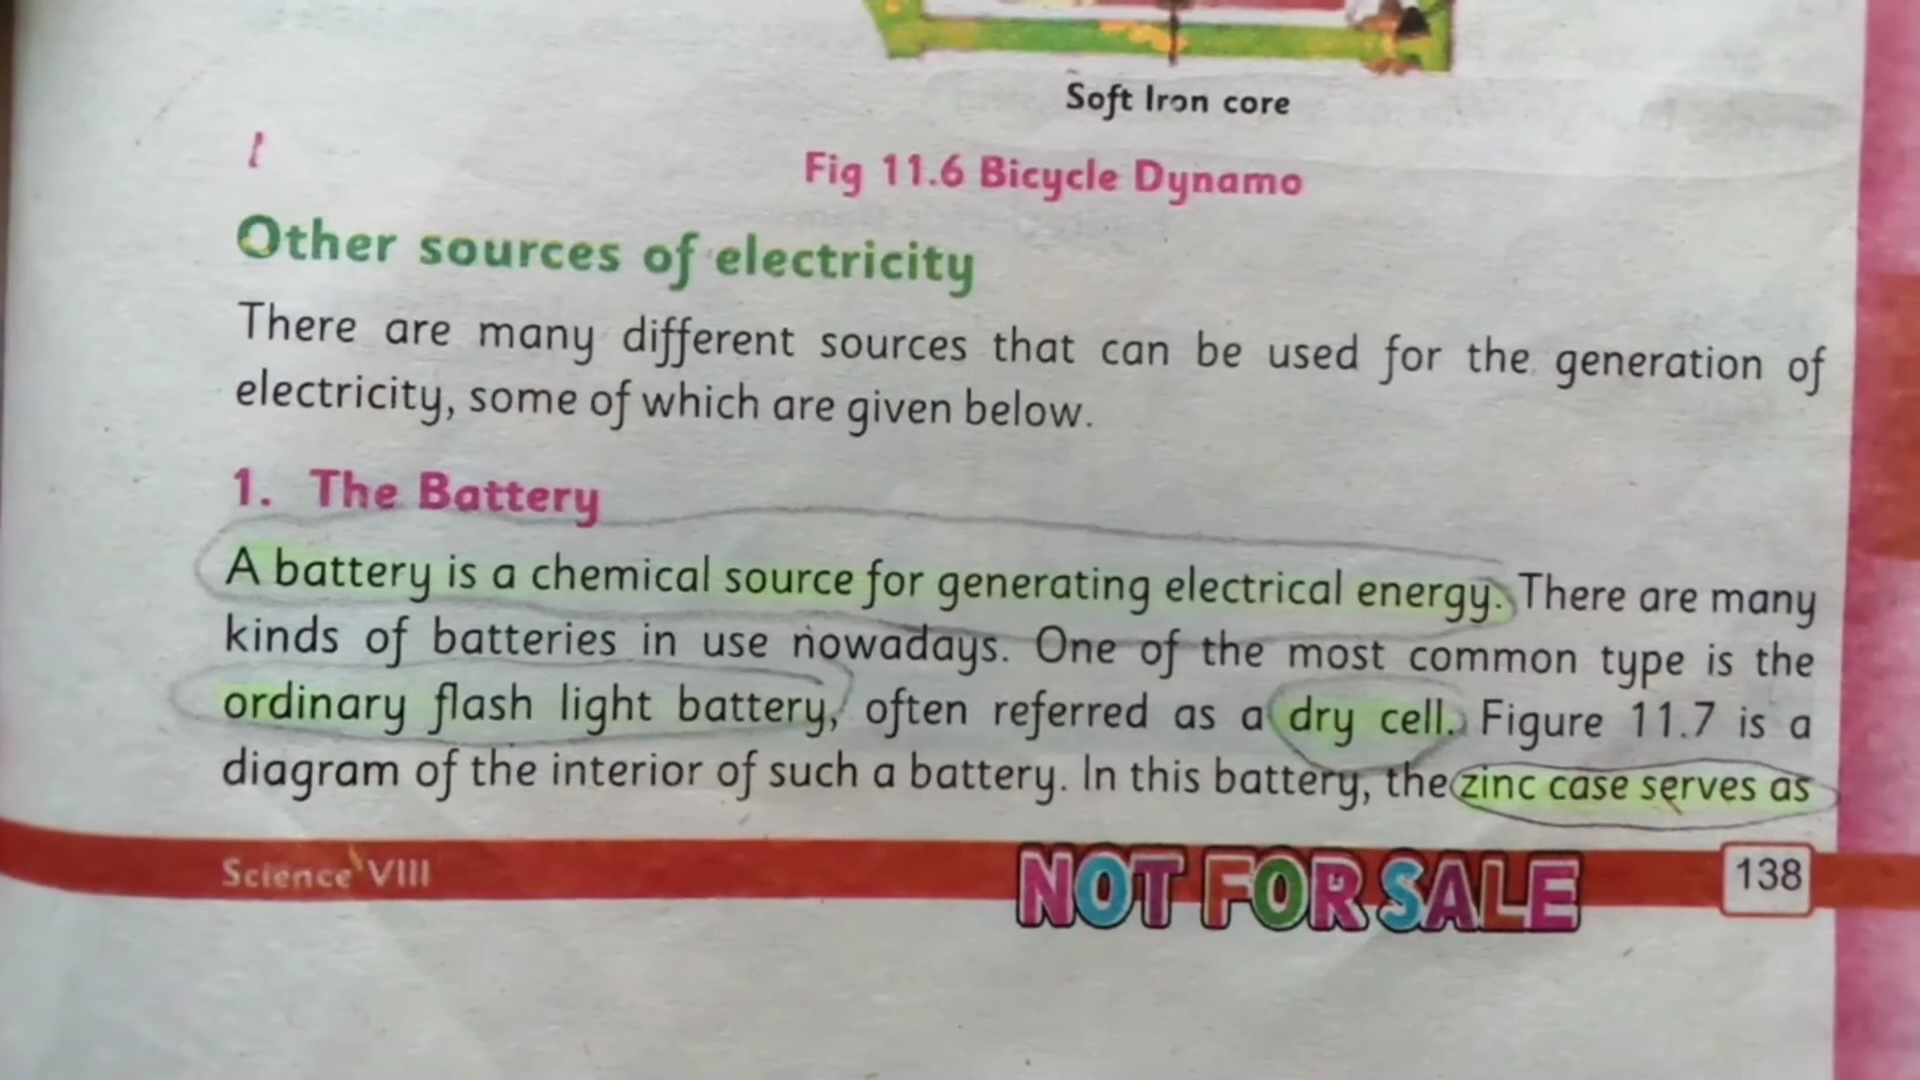 Soft Iron core
Fig 11.6 Bicycle Dynamo
Other sources of electricity
There are many different sources that can be used for the generation of
electricity, some of which are given below.
1. The Battery
A battery is a chemical source for generating electrical energy. There are many
kinds of batteries in use nowadays. One of the most common type is the
ordinary flash light battery, often referred as a dry cell. Figure 11.7 is a
diagram of the interior of such a battery. In this battery, the zinc case serves as
Science VIII
NOT FOR SALE
138